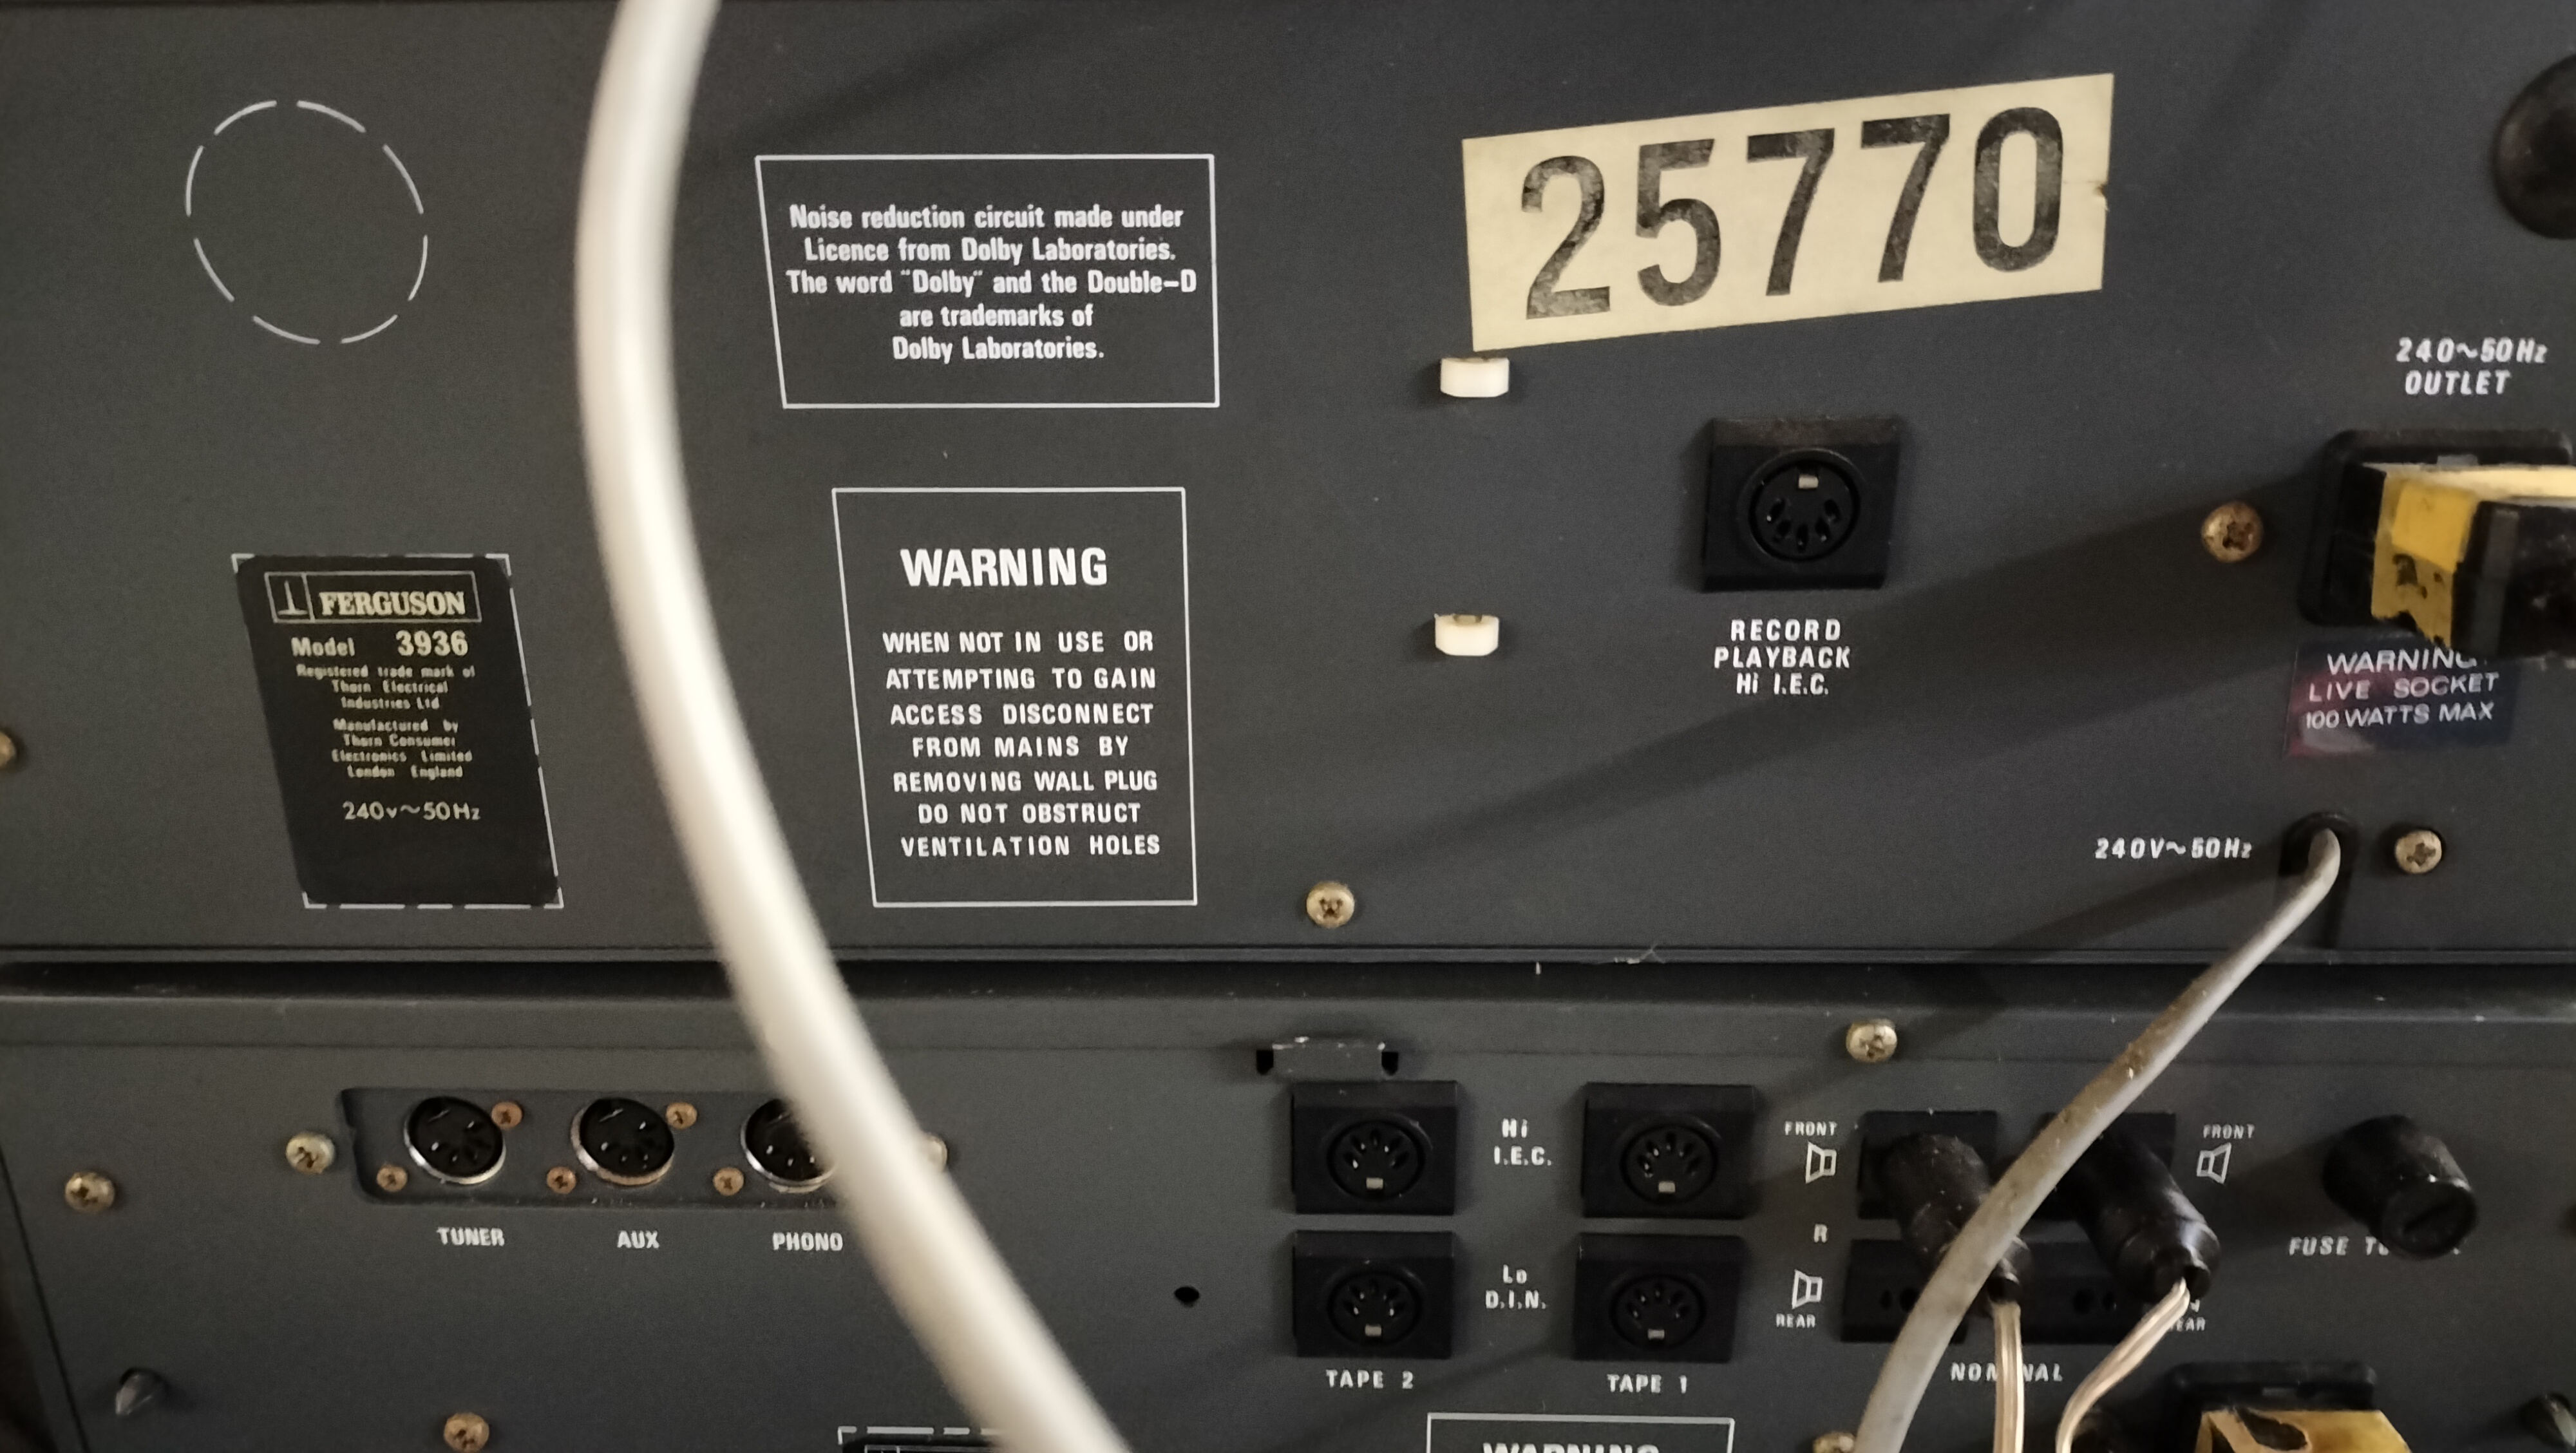 25770
Noise reduction circuit made under
Licence from Dolby Laboratories.
The word "Dolby" and the Double-D
are trademarks of
Dolby Laboratories.
240~50Hz
OUTLET
WARNING
WHEN NOT IN USE OR
ATTEMPTING TO GAIN
ACCESS DISCONNECT
FROM MAINS BY
REMOVING WALL PLUG
DO NOT OBSTRUCT
VENTILATION HOLES
FERGUSON
Model 3936
Registered trade mark of
Thorn Electrical
Industries Ltd
Manufactured by
Thorn Consumer
Electronics Limited
London England
240v~50Hz
RECORD
PLAYBACK
Hi I.E.C.
WARNING
LIVE SOCKET
100 WATTS MAX
240V~50Hz
TUNER
AUX
PHONO
Hi
I.E.C.
Lo
D.I.N.
TAPE 2
TAPE 1
FRONT
R
REAR
FRONT
REAR
NOMINAL
FUSE
WARNING